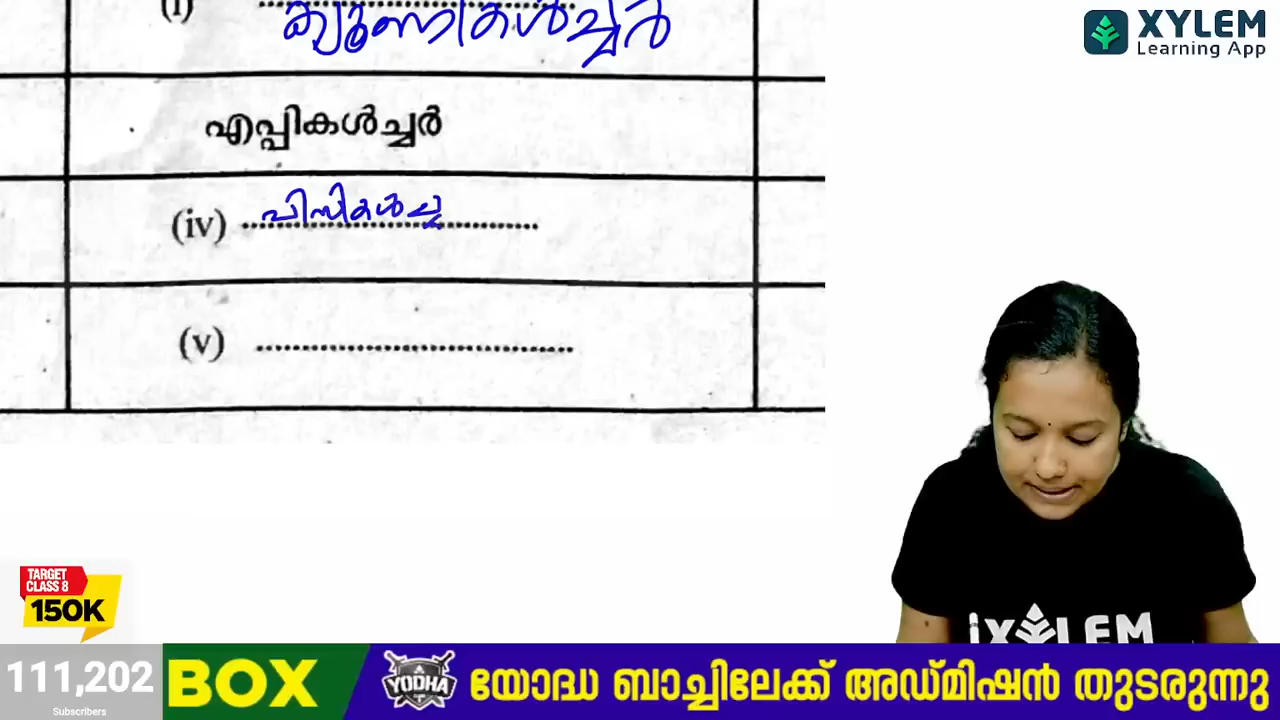 (i)
ക്യൂണികൾച്ചർ
എപ്പികൾച്ചർ
(iv) പിസികൾച്ച
(v)
XYLEM
Learning App
XYLEM
TARGET
CLASS 8
150K
111,202
Subscribers
BOX
YODHA
യോദ്ധ ബാച്ചിലേക്ക് അഡ്മിഷൻ തുടരുന്നു